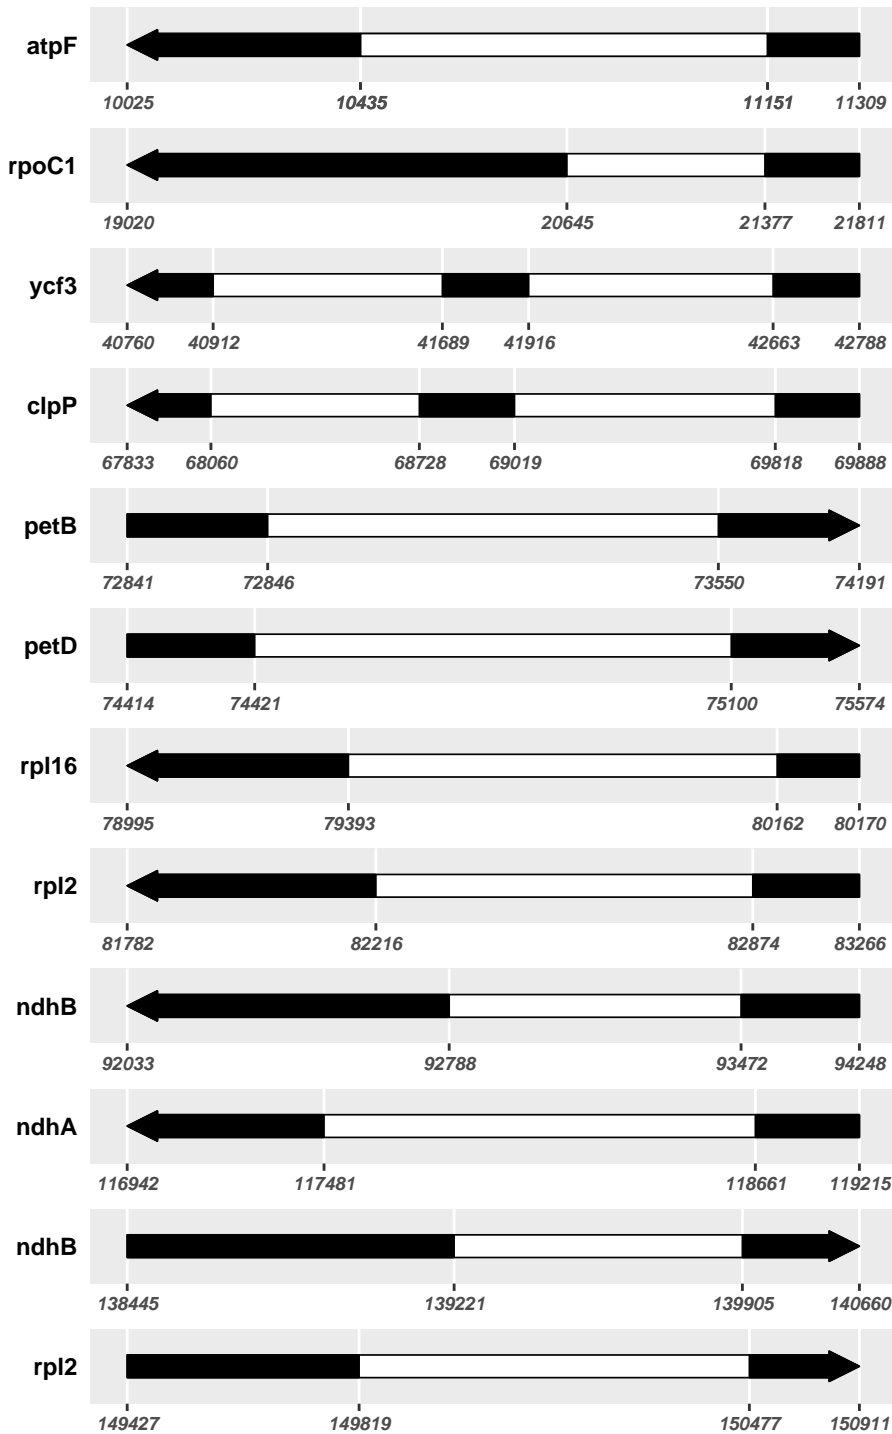 atpF
10025 10435 11151 11309
rpoC1
19020 20645 21377 21811
ycf3
40760 40912 41689 41916 42663 42788
clpP
67833 68060 68728 69019 69818 69888
petB
72841 72846 73550 74191
petD
74414 74421 75100 75574
rpl16
78995 79393 80162 80170
rpl2
81782 82216 82874 83266
ndhB
92033 92788 93472 94248
ndhA
116942 117481 118661 119215
ndhB
138445 139221 139905 140660
rpl2
149427 149819 150477 150911